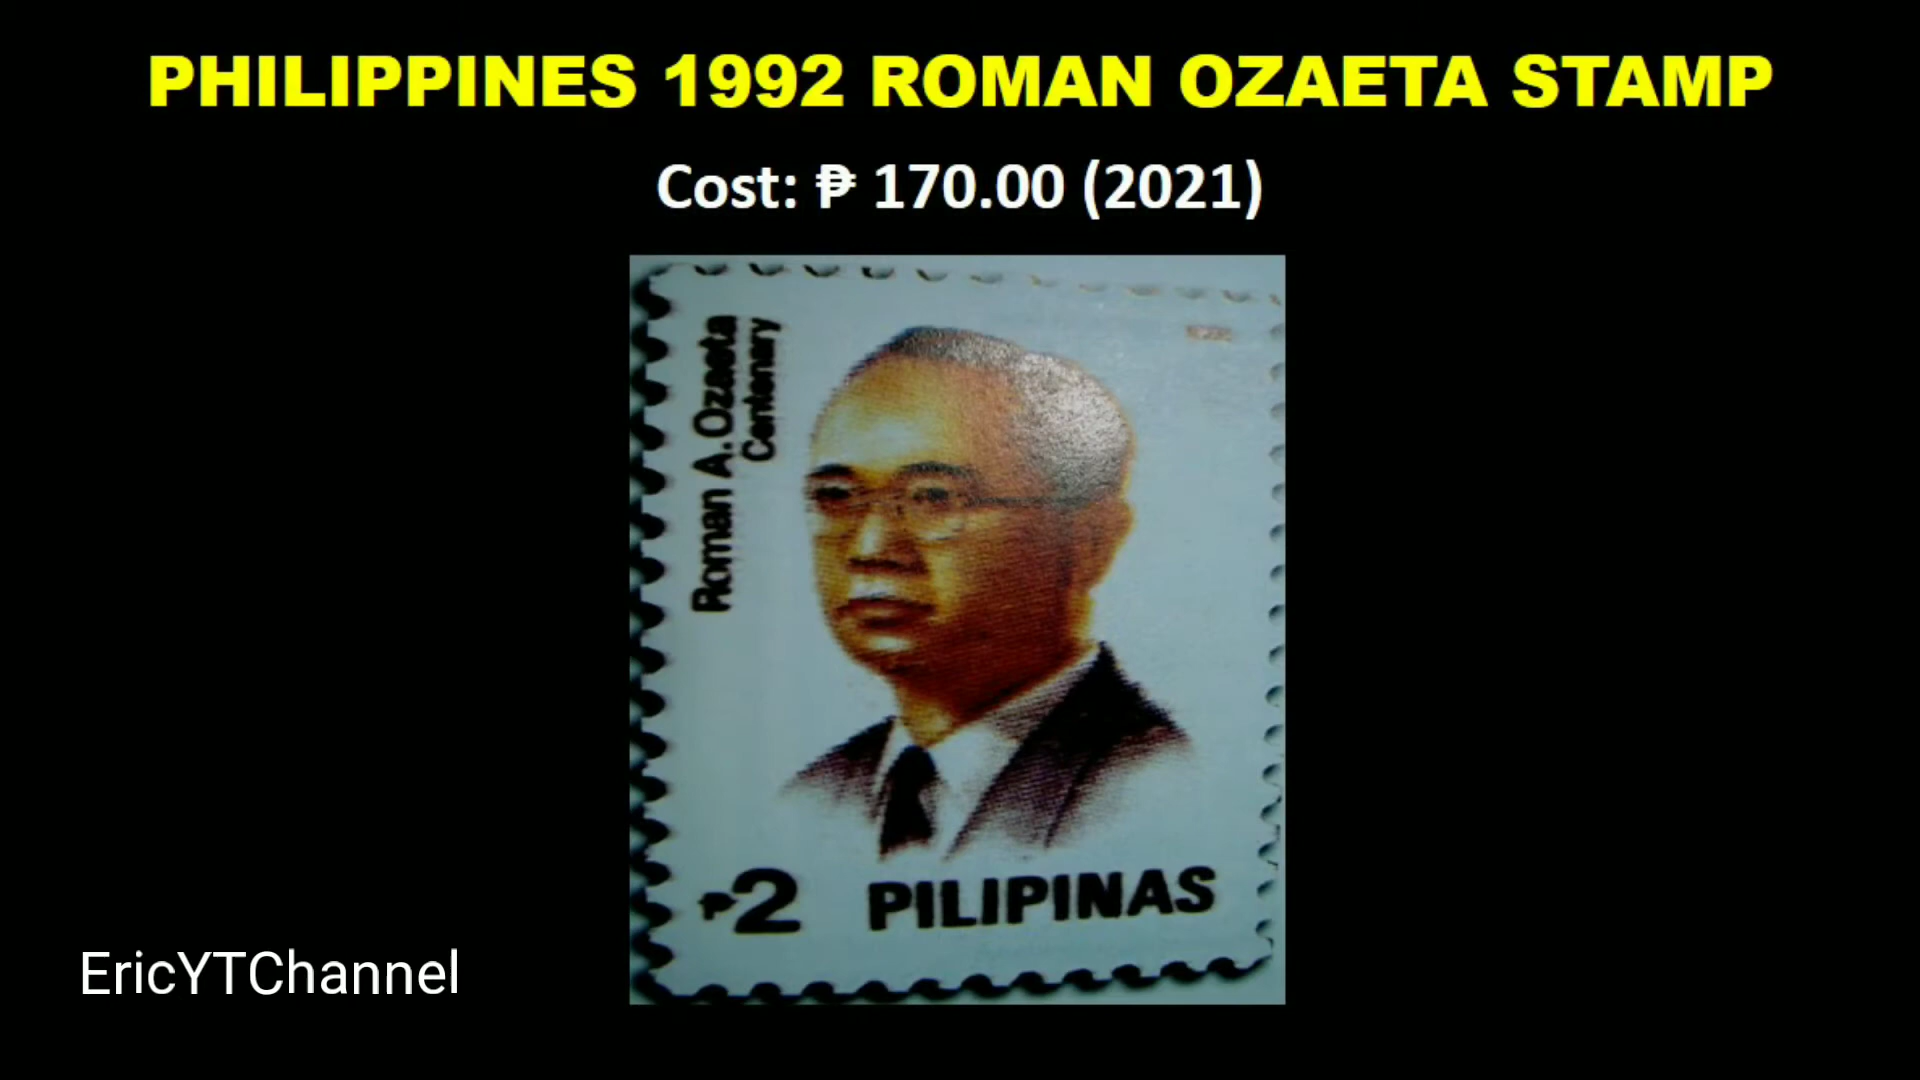 PHILIPPINES 1992 ROMAN OZAETA STAMP
Cost: ₱ 170.00 (2021)
Roman A. Ozaeta
Centenary
₱2 PILIPINAS
EricYTChannel